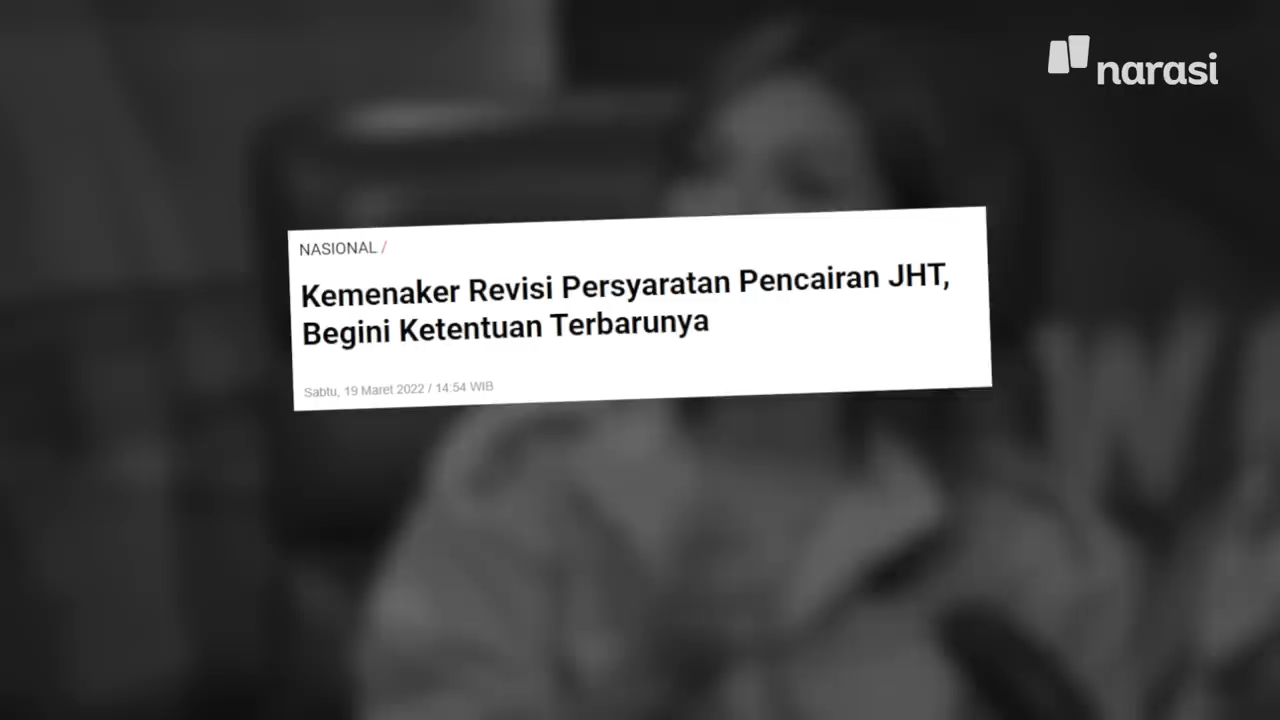 narasi
NASIONAL /
Kemenaker Revisi Persyaratan Pencairan JHT,
Begini Ketentuan Terbarunya
Sabtu, 19 Maret 2022 / 14:54 WIB